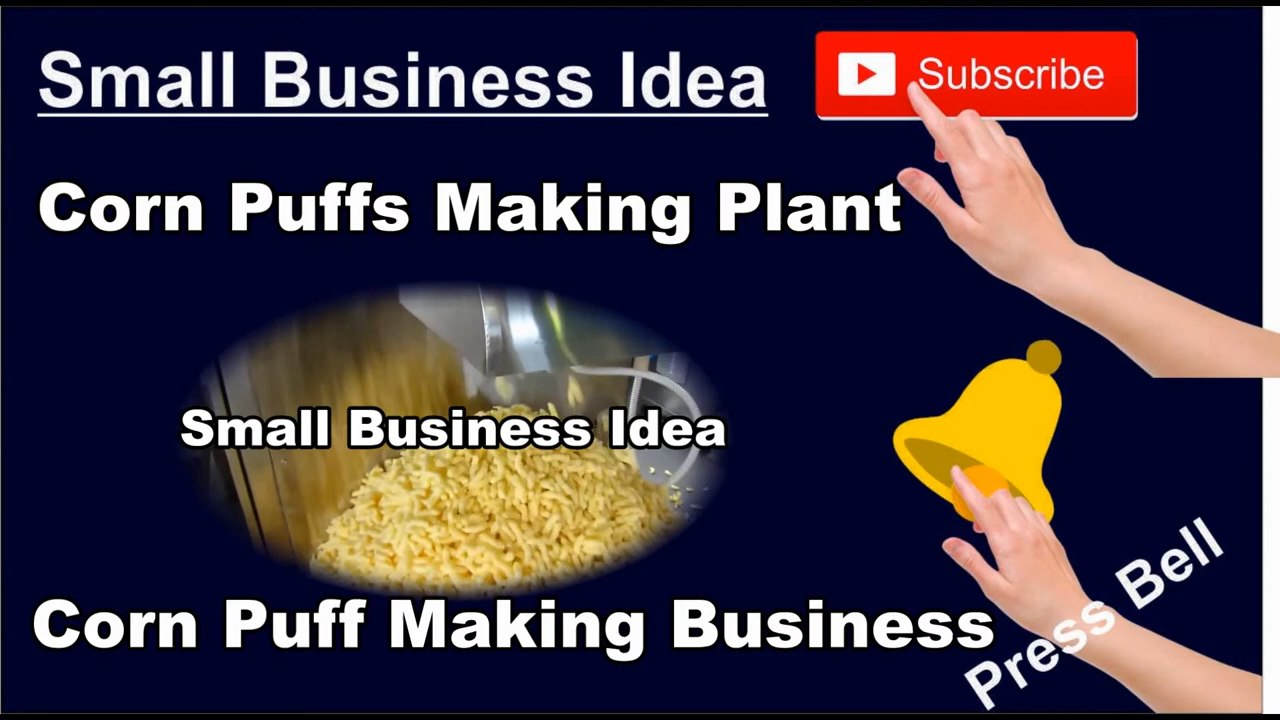 Small Business Idea
Subscribe
Corn Puffs Making Plant
Small Business Idea
Corn Puff Making Business
Press Bell